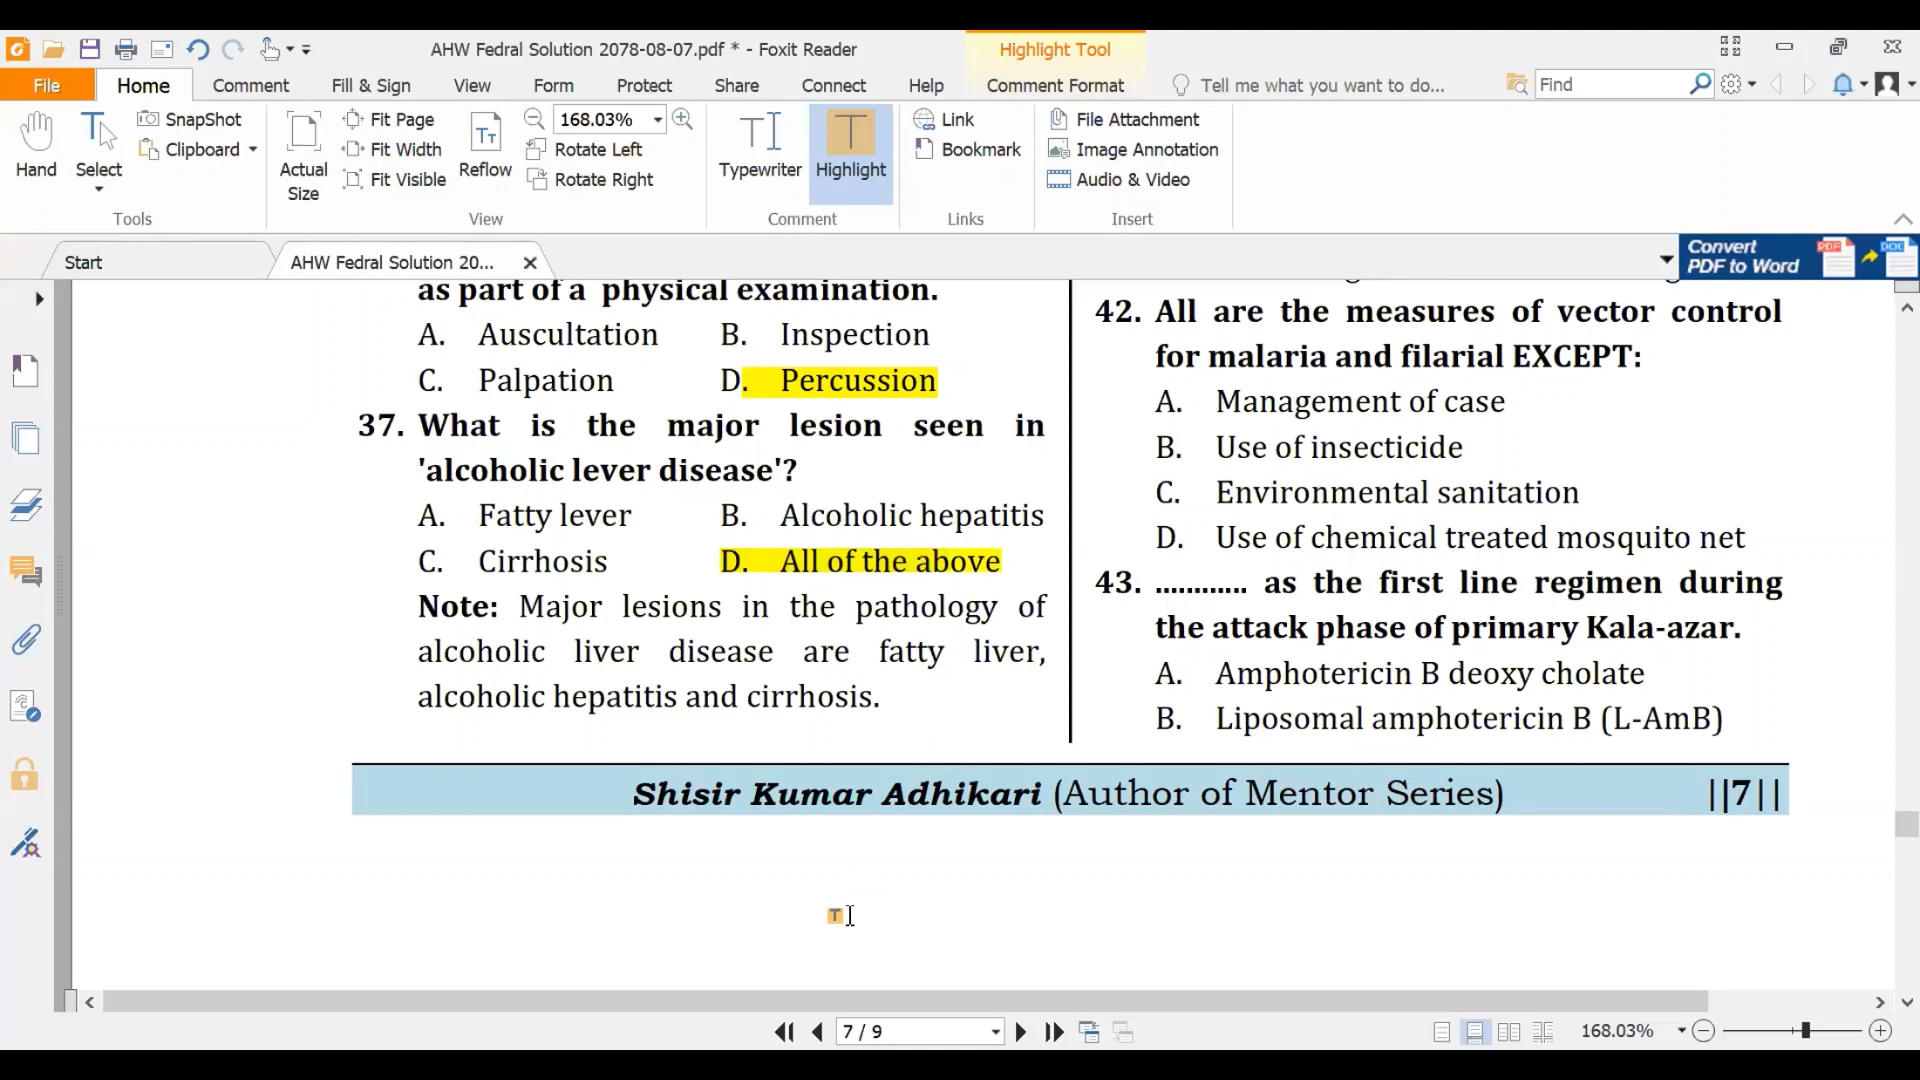 AHW Fedral Solution 2078-08-07.pdf * - Foxit Reader
Highlight Tool
File
Home
Comment
Fill & Sign
View
Form
Protect
Share
Connect
Help
Comment Format
Tell me what you want to do...
Find
Hand
Select
SnapShot
Clipboard
Tools
Actual
Size
Fit Page
Fit Width
Fit Visible
Reflow
168.03%
Rotate Left
Rotate Right
View
Typewriter
Highlight
Comment
Link
Bookmark
Links
File Attachment
Image Annotation
Audio & Video
Insert
Start
AHW Fedral Solution 20...
Convert
PDF to Word
as part of a physical examination.
A. Auscultation B. Inspection
C. Palpation D. Percussion
37. What is the major lesion seen in
'alcoholic lever disease'?
A. Fatty lever B. Alcoholic hepatitis
C. Cirrhosis D. All of the above
Note: Major lesions in the pathology of
alcoholic liver disease are fatty liver,
alcoholic hepatitis and cirrhosis.
42. All are the measures of vector control
for malaria and filarial EXCEPT:
A. Management of case
B. Use of insecticide
C. Environmental sanitation
D. Use of chemical treated mosquito net
43. ............ as the first line regimen during
the attack phase of primary Kala-azar.
A. Amphotericin B deoxy cholate
B. Liposomal amphotericin B (L-AmB)
Shisir Kumar Adhikari (Author of Mentor Series) ||7||
7 / 9
168.03%